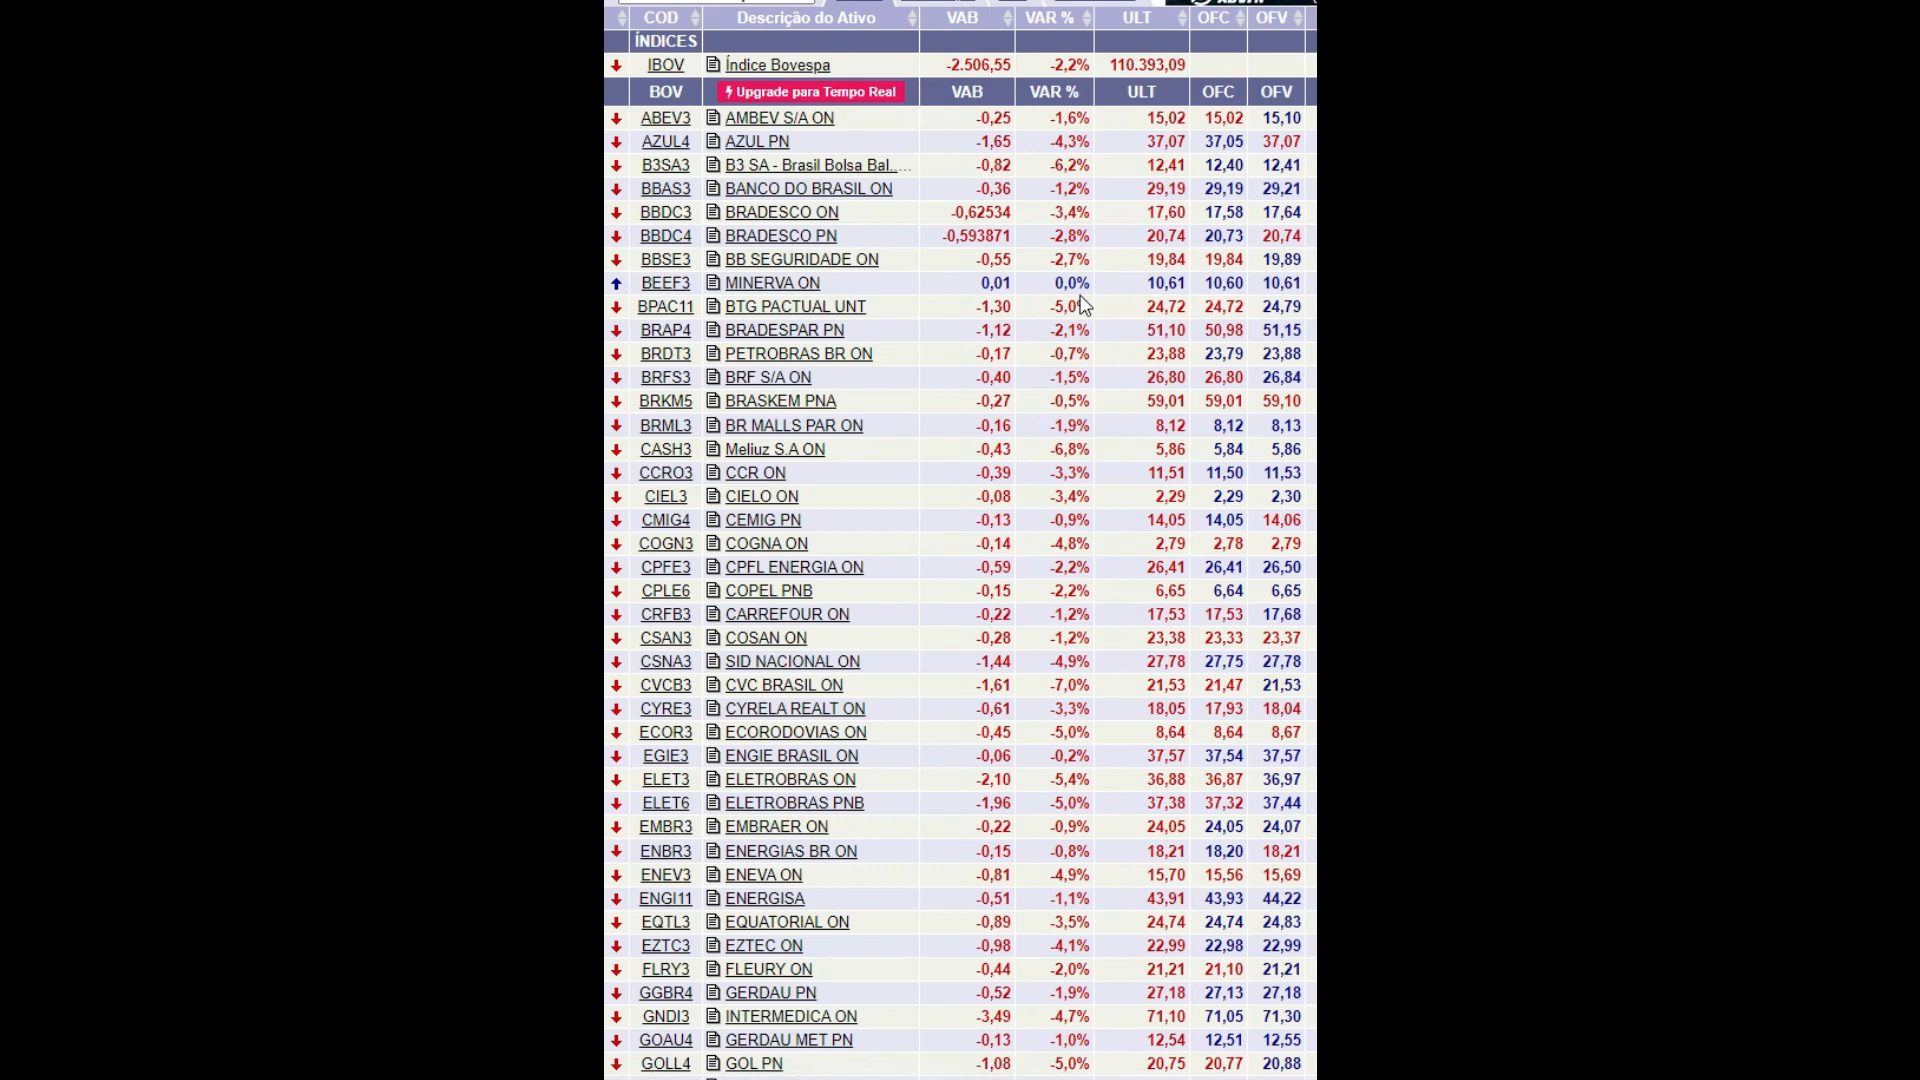 COD Descrição do Ativo VAB VAR % ULT OFC OFV
ÍNDICES
IBOV Índice Bovespa -2.506,55 -2,2% 110.393,09
BOV Upgrade para Tempo Real VAB VAR % ULT OFC OFV
ABEV3 AMBEV S/A ON -0,25 -1,6% 15,02 15,02 15,10
AZUL4 AZUL PN -1,65 -4,3% 37,07 37,05 37,07
B3SA3 B3 SA - Brasil Bolsa Bal..... -0,82 -6,2% 12,41 12,40 12,41
BBAS3 BANCO DO BRASIL ON -0,36 -1,2% 29,19 29,19 29,21
BBDC3 BRADESCO ON -0,62534 -3,4% 17,60 17,58 17,64
BBDC4 BRADESCO PN -0,593871 -2,8% 20,74 20,73 20,74
BBSE3 BB SEGURIDADE ON -0,55 -2,7% 19,84 19,84 19,89
BEEF3 MINERVA ON 0,01 0,0% 10,61 10,60 10,61
BPAC11 BTG PACTUAL UNT -1,30 -5,0% 24,72 24,72 24,79
BRAP4 BRADESPAR PN -1,12 -2,1% 51,10 50,98 51,15
BRDT3 PETROBRAS BR ON -0,17 -0,7% 23,88 23,79 23,88
BRFS3 BRF S/A ON -0,40 -1,5% 26,80 26,80 26,84
BRKM5 BRASKEM PNA -0,27 -0,5% 59,01 59,01 59,10
BRML3 BR MALLS PAR ON -0,16 -1,9% 8,12 8,12 8,13
CASH3 Meliuz S.A ON -0,43 -6,8% 5,86 5,84 5,86
CCRO3 CCR ON -0,39 -3,3% 11,51 11,50 11,53
CIEL3 CIELO ON -0,08 -3,4% 2,29 2,29 2,30
CMIG4 CEMIG PN -0,13 -0,9% 14,05 14,05 14,06
COGN3 COGNA ON -0,14 -4,8% 2,79 2,78 2,79
CPFE3 CPFL ENERGIA ON -0,59 -2,2% 26,41 26,41 26,50
CPLE6 COPEL PNB -0,15 -2,2% 6,65 6,64 6,65
CRFB3 CARREFOUR ON -0,22 -1,2% 17,53 17,53 17,68
CSAN3 COSAN ON -0,28 -1,2% 23,38 23,33 23,37
CSNA3 SID NACIONAL ON -1,44 -4,9% 27,78 27,75 27,78
CVCB3 CVC BRASIL ON -1,61 -7,0% 21,53 21,47 21,53
CYRE3 CYRELA REALT ON -0,61 -3,3% 18,05 17,93 18,04
ECOR3 ECORODOVIAS ON -0,45 -5,0% 8,64 8,64 8,67
EGIE3 ENGIE BRASIL ON -0,06 -0,2% 37,57 37,54 37,57
ELET3 ELETROBRAS ON -2,10 -5,4% 36,88 36,87 36,97
ELET6 ELETROBRAS PNB -1,96 -5,0% 37,38 37,32 37,44
EMBR3 EMBRAER ON -0,22 -0,9% 24,05 24,05 24,07
ENBR3 ENERGIAS BR ON -0,15 -0,8% 18,21 18,20 18,21
ENEV3 ENEVA ON -0,81 -4,9% 15,70 15,56 15,69
ENGI11 ENERGISA -0,51 -1,1% 43,91 43,93 44,22
EQTL3 EQUATORIAL ON -0,89 -3,5% 24,74 24,74 24,83
EZTC3 EZTEC ON -0,98 -4,1% 22,99 22,98 22,99
FLRY3 FLEURY ON -0,44 -2,0% 21,21 21,10 21,21
GGBR4 GERDAU PN -0,52 -1,9% 27,18 27,13 27,18
GNDI3 INTERMEDICA ON -3,49 -4,7% 71,10 71,05 71,30
GOAU4 GERDAU MET PN -0,13 -1,0% 12,54 12,51 12,55
GOLL4 GOL PN -1,08 -5,0% 20,75 20,77 20,88